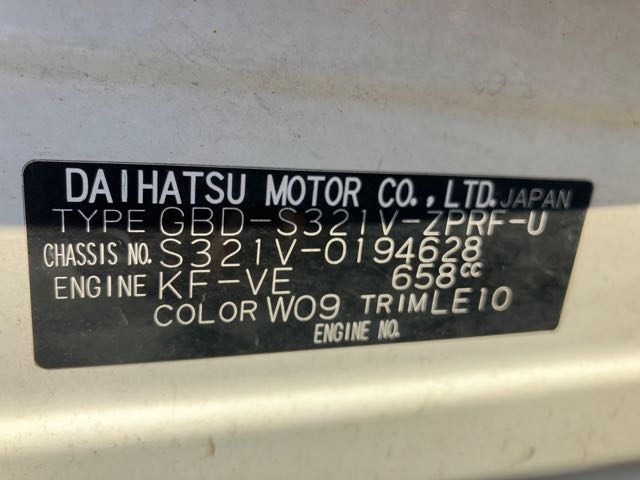 DAIHATSU MOTOR CO.,LTD. JAPAN
TYPE GBD-S321V-ZPRF-U
CHASSIS NO. S321V-0194628
ENGINE KF-VE 658cc
COLOR W09 TRIM LE10
ENGINE NO.